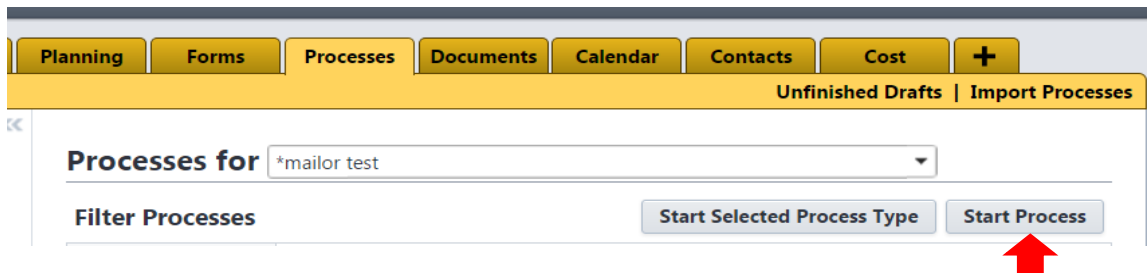 Planning Forms Processes Documents Calendar Contacts Cost +
Unfinished Drafts | Import Processes
<<
Processes for *mailor test
Filter Processes Start Selected Process Type Start Process